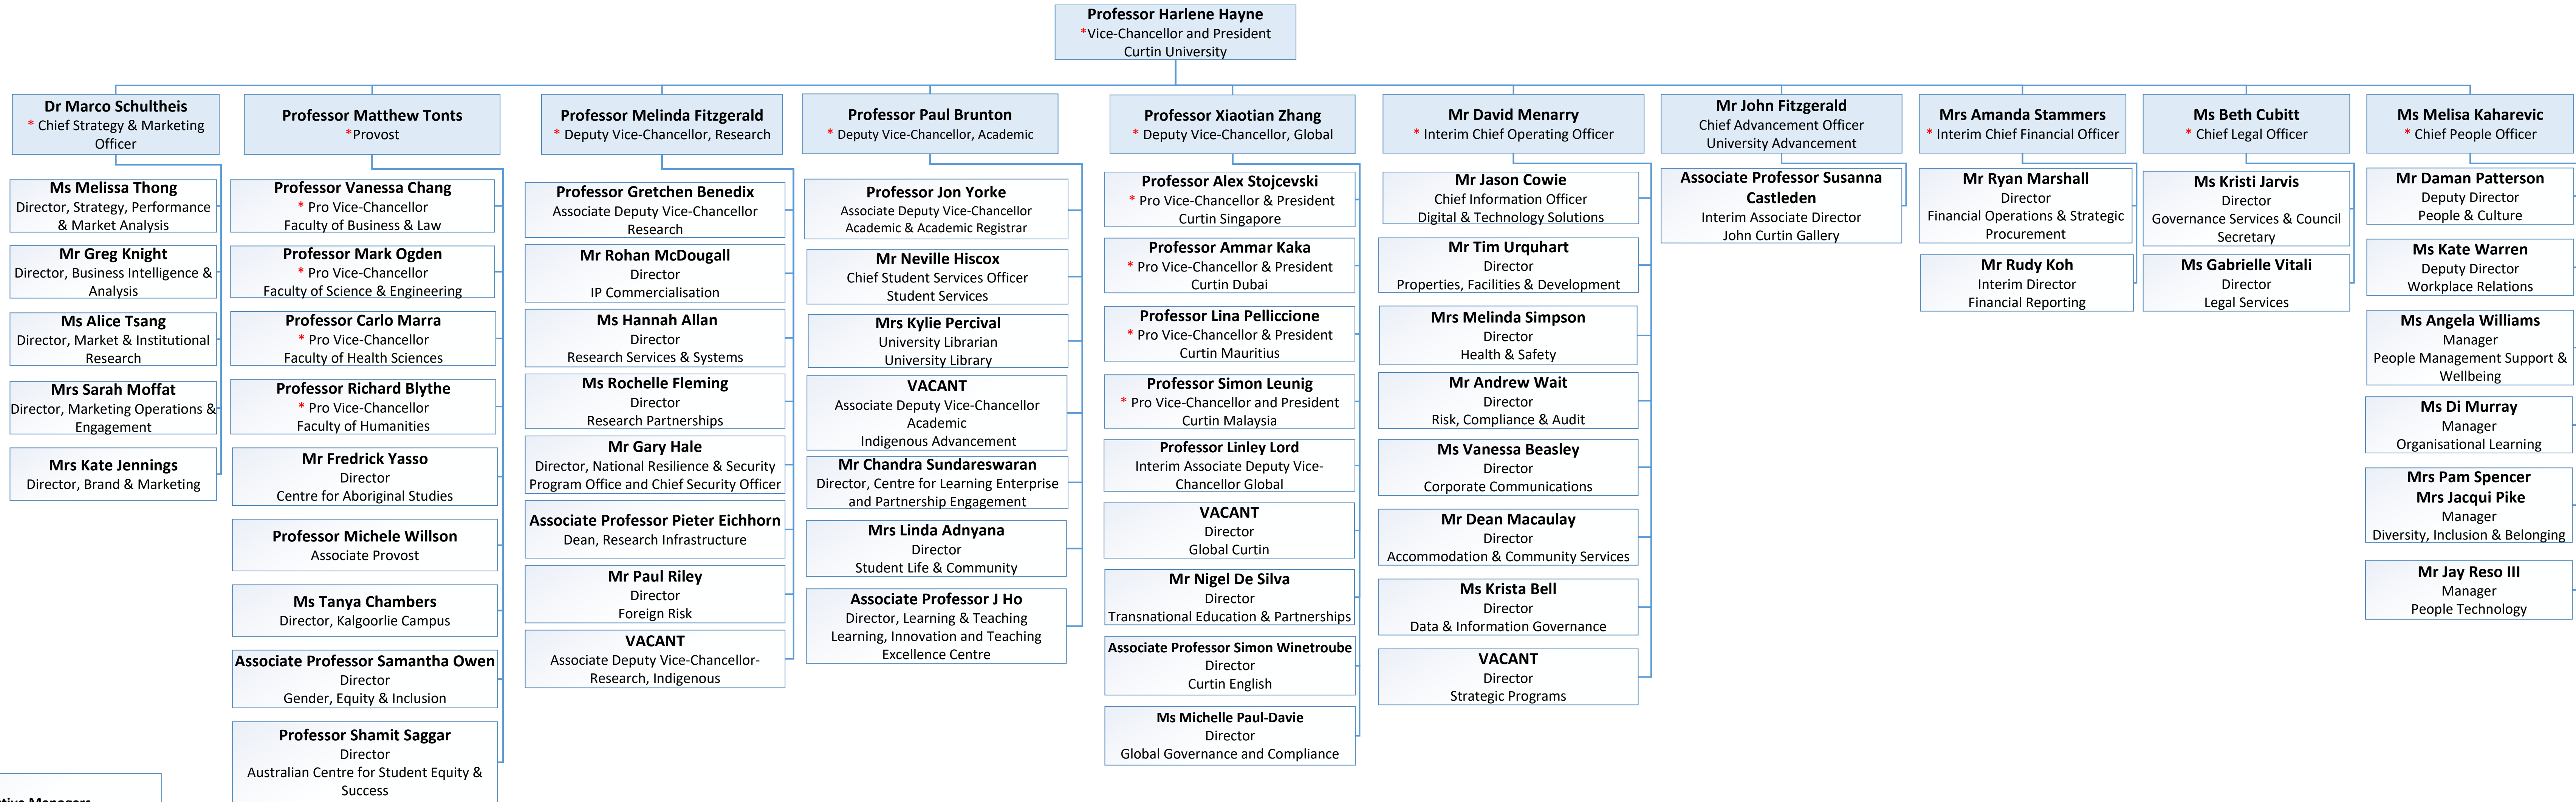 Professor Harlene Hayne
*Vice-Chancellor and President
Curtin University
Dr Marco Schultheis
* Chief Strategy & Marketing
Officer
Ms Melissa Thong
Director, Strategy, Performance
& Market Analysis
Mr Greg Knight
Director, Business Intelligence &
Analysis
Ms Alice Tsang
Director, Market & Institutional
Research
Mrs Sarah Moffat
Director, Marketing Operations &
Engagement
Mrs Kate Jennings
Director, Brand & Marketing
Professor Matthew Tonts
*Provost
Professor Vanessa Chang
* Pro Vice-Chancellor
Faculty of Business & Law
Professor Mark Ogden
* Pro Vice-Chancellor
Faculty of Science & Engineering
Professor Carlo Marra
* Pro Vice-Chancellor
Faculty of Health Sciences
Professor Richard Blythe
* Pro Vice-Chancellor
Faculty of Humanities
Mr Fredrick Yasso
Director
Centre for Aboriginal Studies
Professor Michele Willson
Associate Provost
Ms Tanya Chambers
Director, Kalgoorlie Campus
Associate Professor Samantha Owen
Director
Gender, Equity & Inclusion
Professor Shamit Saggar
Director
Australian Centre for Student Equity &
Success
Professor Melinda Fitzgerald
* Deputy Vice-Chancellor, Research
Professor Gretchen Benedix
Associate Deputy Vice-Chancellor
Research
Mr Rohan McDougall
Director
IP Commercialisation
Ms Hannah Allan
Director
Research Services & Systems
Ms Rochelle Fleming
Director
Research Partnerships
Mr Gary Hale
Director, National Resilience & Security
Program Office and Chief Security Officer
Associate Professor Pieter Eichhorn
Dean, Research Infrastructure
Mr Paul Riley
Director
Foreign Risk
VACANT
Associate Deputy Vice-Chancellor-
Research, Indigenous
Professor Paul Brunton
* Deputy Vice-Chancellor, Academic
Professor Jon Yorke
Associate Deputy Vice-Chancellor
Academic & Academic Registrar
Mr Neville Hiscox
Chief Student Services Officer
Student Services
Mrs Kylie Percival
University Librarian
University Library
VACANT
Associate Deputy Vice-Chancellor
Academic
Indigenous Advancement
Mr Chandra Sundareswaran
Director, Centre for Learning Enterprise
and Partnership Engagement
Mrs Linda Adnyana
Director
Student Life & Community
Associate Professor J Ho
Director, Learning & Teaching
Learning, Innovation and Teaching
Excellence Centre
Professor Xiaotian Zhang
* Deputy Vice-Chancellor, Global
Professor Alex Stojcevski
* Pro Vice-Chancellor & President
Curtin Singapore
Professor Ammar Kaka
* Pro Vice-Chancellor & President
Curtin Dubai
Professor Lina Pelliccione
* Pro Vice-Chancellor & President
Curtin Mauritius
Professor Simon Leunig
* Pro Vice-Chancellor and President
Curtin Malaysia
Professor Linley Lord
Interim Associate Deputy Vice-
Chancellor Global
VACANT
Director
Global Curtin
Mr Nigel De Silva
Director
Transnational Education & Partnerships
Associate Professor Simon Winetroube
Director
Curtin English
Ms Michelle Paul-Davie
Director
Global Governance and Compliance
Mr David Menarry
* Interim Chief Operating Officer
Mr Jason Cowie
Chief Information Officer
Digital & Technology Solutions
Mr Tim Urquhart
Director
Properties, Facilities & Development
Mrs Melinda Simpson
Director
Health & Safety
Mr Andrew Wait
Director
Risk, Compliance & Audit
Ms Vanessa Beasley
Director
Corporate Communications
Mr Dean Macaulay
Director
Accommodation & Community Services
Ms Krista Bell
Director
Data & Information Governance
VACANT
Director
Strategic Programs
Mr John Fitzgerald
Chief Advancement Officer
University Advancement
Associate Professor Susanna
Castleden
Interim Associate Director
John Curtin Gallery
Mrs Amanda Stammers
* Interim Chief Financial Officer
Mr Ryan Marshall
Director
Financial Operations & Strategic
Procurement
Mr Rudy Koh
Interim Director
Financial Reporting
Ms Beth Cubitt
* Chief Legal Officer
Ms Kristi Jarvis
Director
Governance Services & Council
Secretary
Ms Gabrielle Vitali
Director
Legal Services
Ms Melisa Kaharevic
* Chief People Officer
Mr Daman Patterson
Deputy Director
People & Culture
Ms Kate Warren
Deputy Director
Workplace Relations
Ms Angela Williams
Manager
People Management Support &
Wellbeing
Ms Di Murray
Manager
Organisational Learning
Mrs Pam Spencer
Mrs Jacqui Pike
Manager
Diversity, Inclusion & Belonging
Mr Jay Reso III
Manager
People Technology